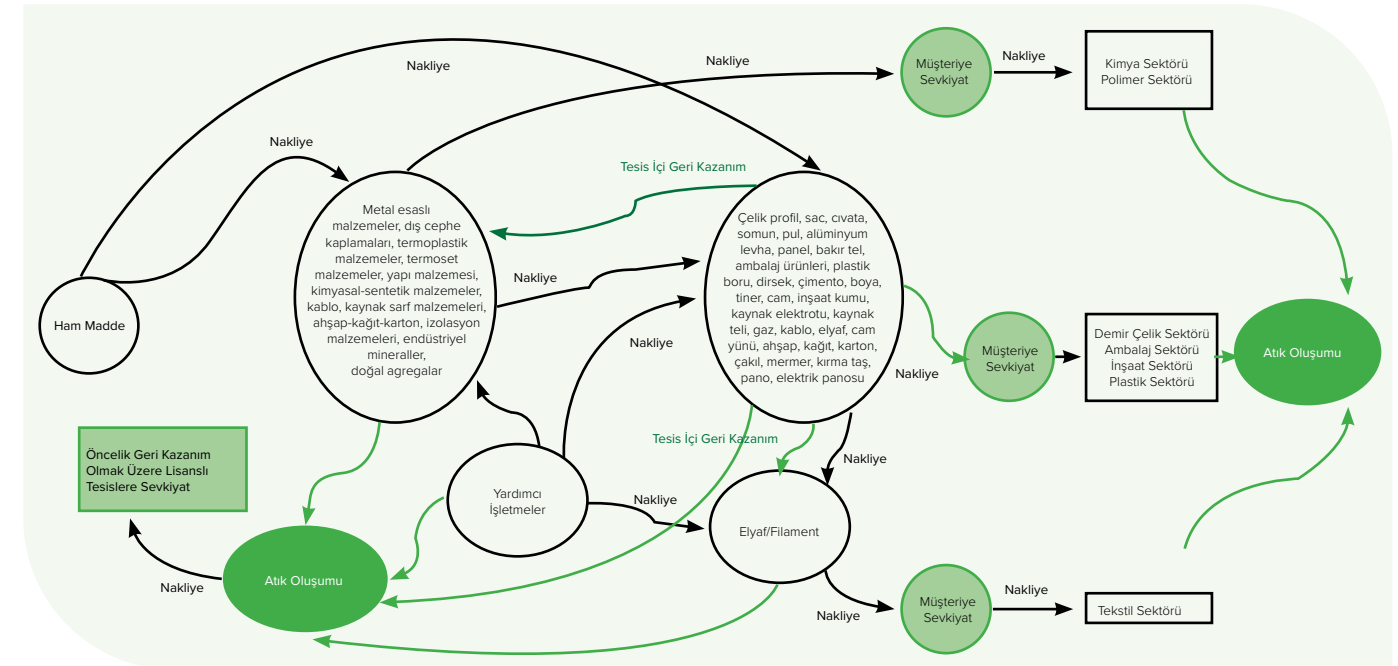 Nakliye
Nakliye
Müşteriye
Sevkiyat
Nakliye
Kimya Sektörü
Polimer Sektörü
Nakliye
Tesis İçi Geri Kazanım
Ham Madde
Metal esaslı
malzemeler, dış cephe
kaplamaları, termoplastik
malzemeler, termoset
malzemeler, yapı malzemesi,
kimyasal-sentetik malzemeler,
kablo, kaynak sarf malzemeleri,
ahşap-kağıt-karton, izolasyon
malzemeleri, endüstriyel
mineraller,
doğal agregalar
Nakliye
Nakliye
Çelik profil, sac, cıvata,
somun, pul, alüminyum
levha, panel, bakır tel,
ambalaj ürünleri, plastik
boru, dirsek, çimento, boya,
tiner, cam, inşaat kumu,
kaynak elektrotu, kaynak
teli, gaz, kablo, elyaf, cam
yünü, ahşap, kağıt, karton,
çakıl, mermer, kırma taş,
pano, elektrik panosu
Nakliye
Müşteriye
Sevkiyat
Demir Çelik Sektörü
Ambalaj Sektörü
İnşaat Sektörü
Plastik Sektörü
Atık Oluşumu
Tesis İçi Geri Kazanım
Nakliye
Öncelik Geri Kazanım
Olmak Üzere Lisanslı
Tesislere Sevkiyat
Yardımcı
İşletmeler
Nakliye
Elyaf/Filament
Atık Oluşumu
Nakliye
Nakliye
Müşteriye
Sevkiyat
Nakliye
Tekstil Sektörü